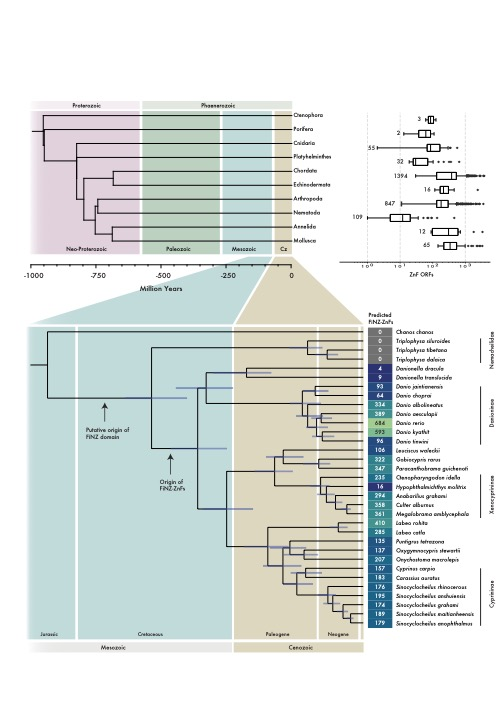 Proterozoic Phaenerozoic
Ctenophora 3
Porifera 2
Cnidaria 55
Platyhelminthes 32
Chordata 1394
Echinodermata 16
Arthropoda 847
Nematoda 109
Annelida 12
Mollusca 65
Neo-Proterozoic Paleozoic Mesozoic Cz
-1000 -750 -500 -250 0
Million Years
10⁰ 10¹ 10² 10³
ZnF ORFs
Predicted
FiNZ-ZnFs
0 Chanos chanos
0 Triplophysa siluroides
0 Triplophysa tibetana
0 Triplophysa dalaica
Nemacheilidae
4 Danionella dracula
9 Danionella translucida
93 Danio jaintianensis
64 Danio choprai
334 Danio albolineatus
389 Danio aesculapii
684 Danio rerio
593 Danio kyathit
96 Danio tinwini
Danioninae
106 Leuciscus waleckii
322 Gobiocypris rarus
347 Paracanthobrama guichenoti
235 Ctenopharyngodon idella
16 Hypophthalmichthys molitrix
294 Anabarilius grahami
358 Culter alburnus
361 Megalobrama amblycephala
Xenocyprininae
410 Labeo rohita
285 Labeo catla
135 Puntigrus tetrazona
137 Oxygymnocypris stewartii
207 Onychostoma macrolepis
157 Cyprinus carpio
183 Carassius auratus
176 Sinocyclocheilus rhinocerous
195 Sinocyclocheilus anshuiensis
174 Sinocyclocheilus grahami
189 Sinocyclocheilus maitianheensis
179 Sinocyclocheilus anophthalmus
Cyprininae
Putative origin of
FiNZ domain
Origin of
FiNZ-ZnFs
Jurassic Cretaceous Paleogene Neogene
Mesozoic Cenozoic